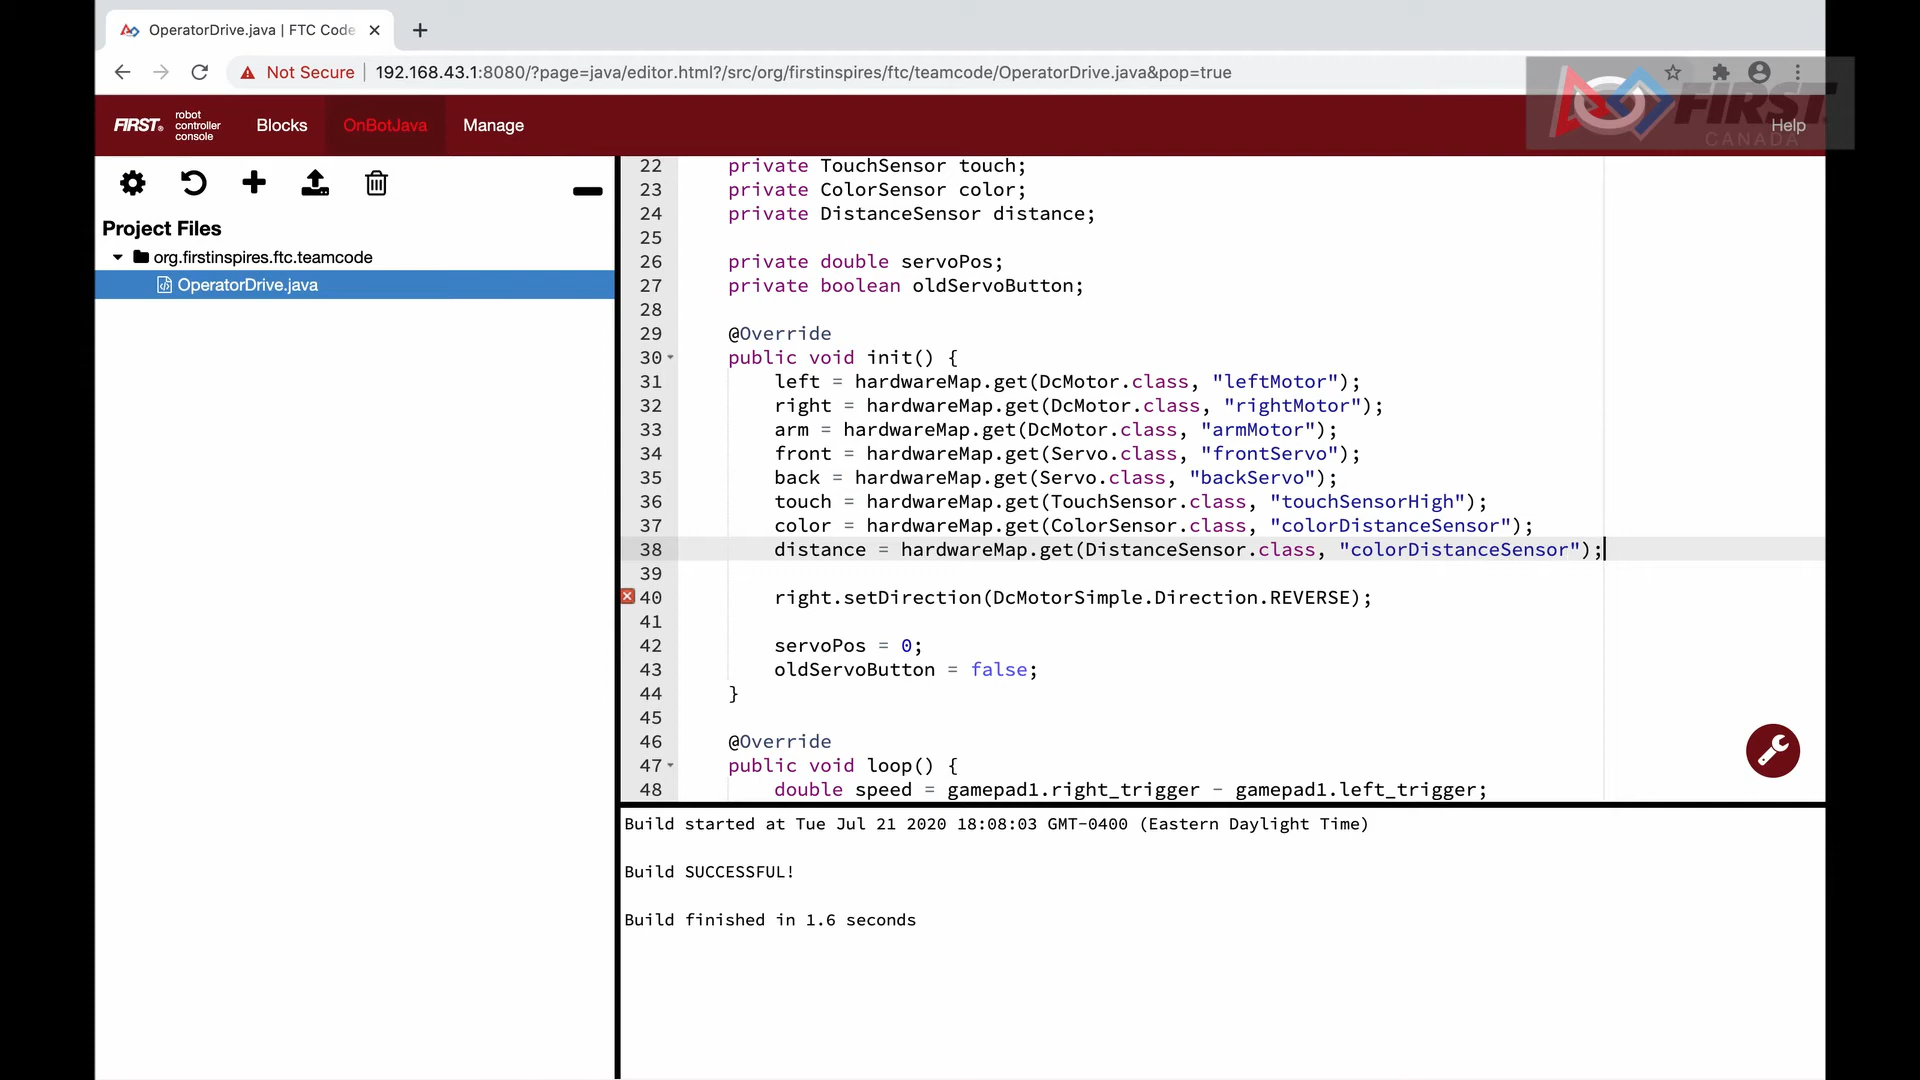 OperatorDrive.java | FTC Code
Not Secure
192.168.43.1:8080/?page=java/editor.html?/src/org/firstinspires/ftc/teamcode/OperatorDrive.java&pop=true
FIRST
CANADA
FIRST® robot controller console
Blocks
OnBotJava
Manage
Help
Project Files
org.firstinspires.ftc.teamcode
OperatorDrive.java
22 private TouchSensor touch;
23 private ColorSensor color;
24 private DistanceSensor distance;
25
26 private double servoPos;
27 private boolean oldServoButton;
28
29 @Override
30 public void init() {
31 left = hardwareMap.get(DcMotor.class, "leftMotor");
32 right = hardwareMap.get(DcMotor.class, "rightMotor");
33 arm = hardwareMap.get(DcMotor.class, "armMotor");
34 front = hardwareMap.get(Servo.class, "frontServo");
35 back = hardwareMap.get(Servo.class, "backServo");
36 touch = hardwareMap.get(TouchSensor.class, "touchSensorHigh");
37 color = hardwareMap.get(ColorSensor.class, "colorDistanceSensor");
38 distance = hardwareMap.get(DistanceSensor.class, "colorDistanceSensor");
39
40 right.setDirection(DcMotorSimple.Direction.REVERSE);
41
42 servoPos = 0;
43 oldServoButton = false;
44 }
45
46 @Override
47 public void loop() {
48 double speed = gamepad1.right_trigger - gamepad1.left_trigger;
Build started at Tue Jul 21 2020 18:08:03 GMT-0400 (Eastern Daylight Time)
Build SUCCESSFUL!
Build finished in 1.6 seconds